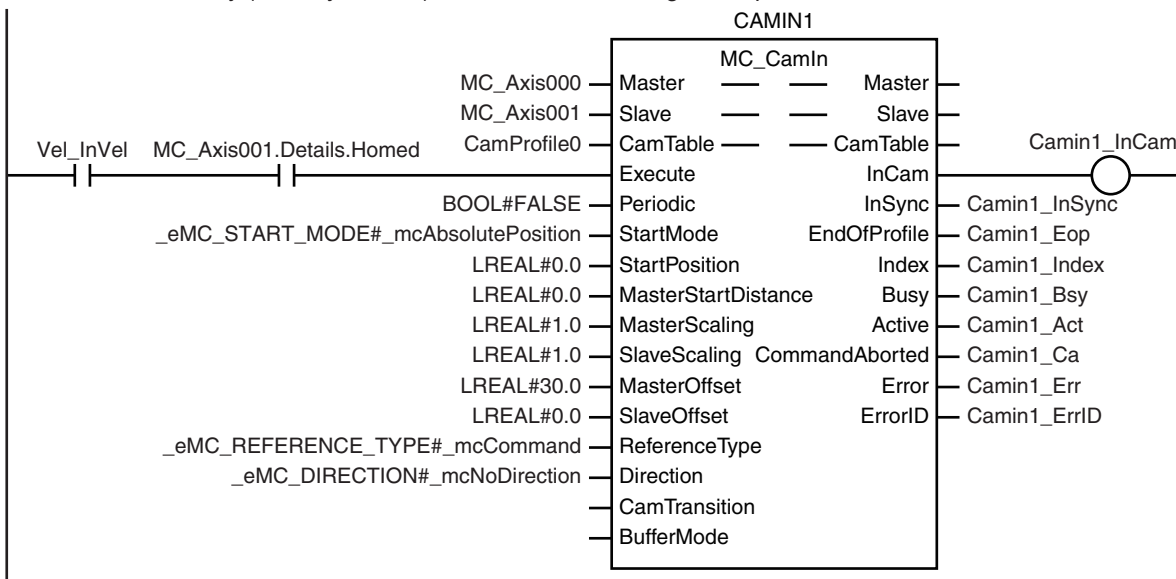 CAMIN1
MC_CamIn
MC_Axis000 Master Master
MC_Axis001 Slave Slave
CamProfile0 CamTable CamTable
Vel_InVel MC_Axis001.Details.Homed Execute InCam Camin1_InCam
BOOL#FALSE Periodic InSync Camin1_InSync
_eMC_START_MODE#_mcAbsolutePosition StartMode EndOfProfile Camin1_Eop
LREAL#0.0 StartPosition Index Camin1_Index
LREAL#0.0 MasterStartDistance Busy Camin1_Bsy
LREAL#1.0 MasterScaling Active Camin1_Act
LREAL#1.0 SlaveScaling CommandAborted Camin1_Ca
LREAL#30.0 MasterOffset Error Camin1_Err
LREAL#0.0 SlaveOffset ErrorID Camin1_ErrID
_eMC_REFERENCE_TYPE#_mcCommand ReferenceType
_eMC_DIRECTION#_mcNoDirection Direction
CamTransition
BufferMode